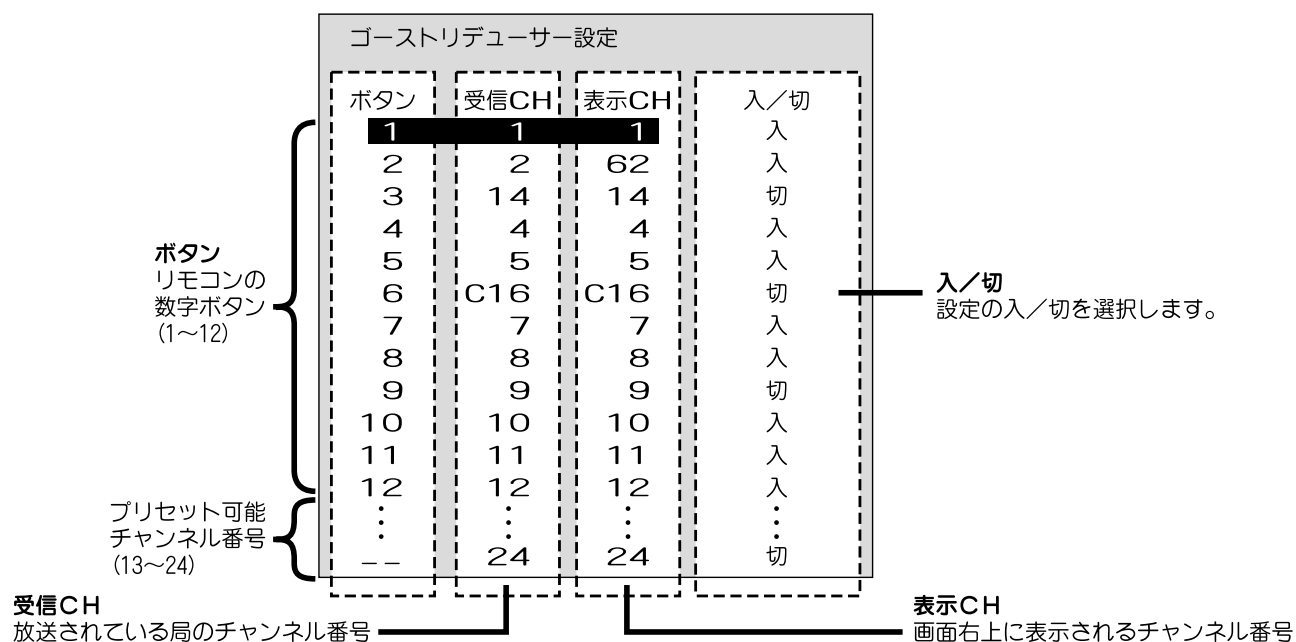 ゴーストリデューサー設定
ボタン 受信CH 表示CH 入／切
1 1 1 入
2 2 62 入
3 14 14 切
4 4 4 入
5 5 5 入
6 C16 C16 切
7 7 7 入
8 8 8 入
9 9 9 切
10 10 10 入
11 11 11 入
12 12 12 入
⋮ ⋮ ⋮ ⋮
__ 24 24 切
ボタン
リモコンの
数字ボタン
(1～12)
プリセット可能
チャンネル番号
(13～24)
入／切
設定の入／切を選択します。
受信CH
放送されている局のチャンネル番号
表示CH
画面右上に表示されるチャンネル番号